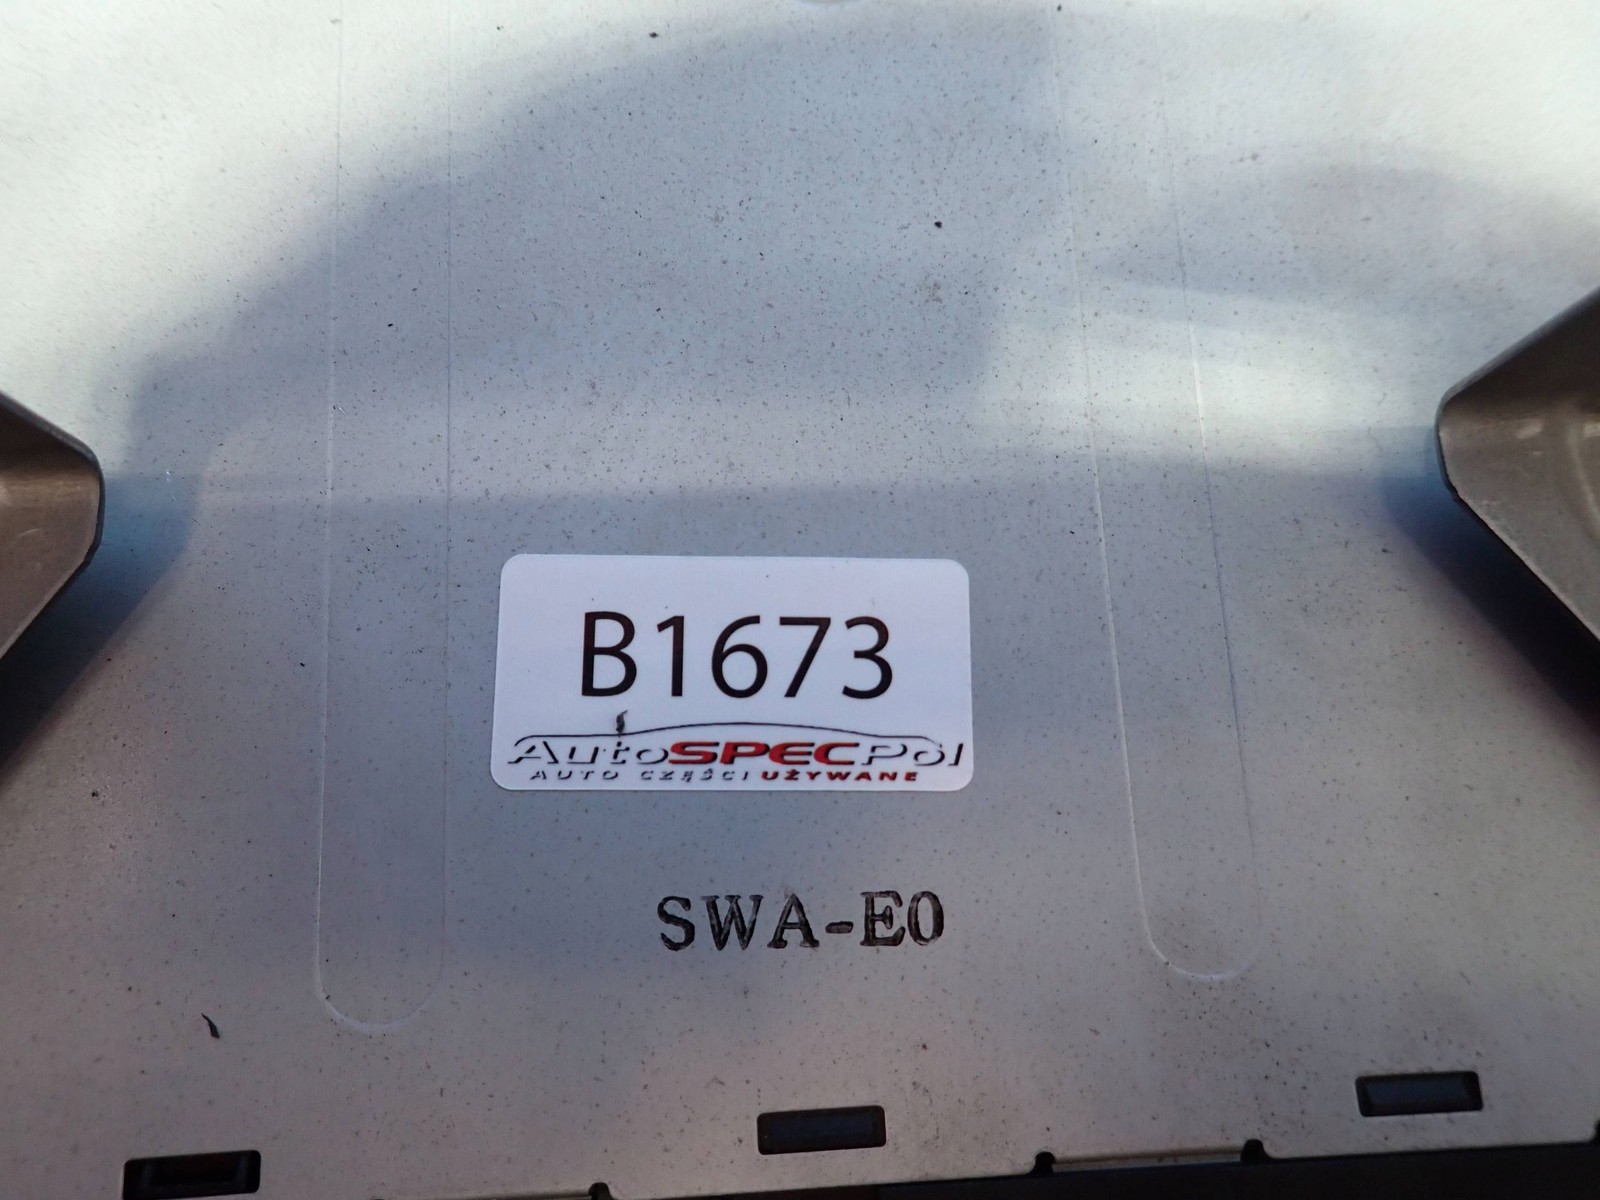 B1673
AutoSPECPol
AUTO CZĘŚCI UŻYWANE
SWA-E0